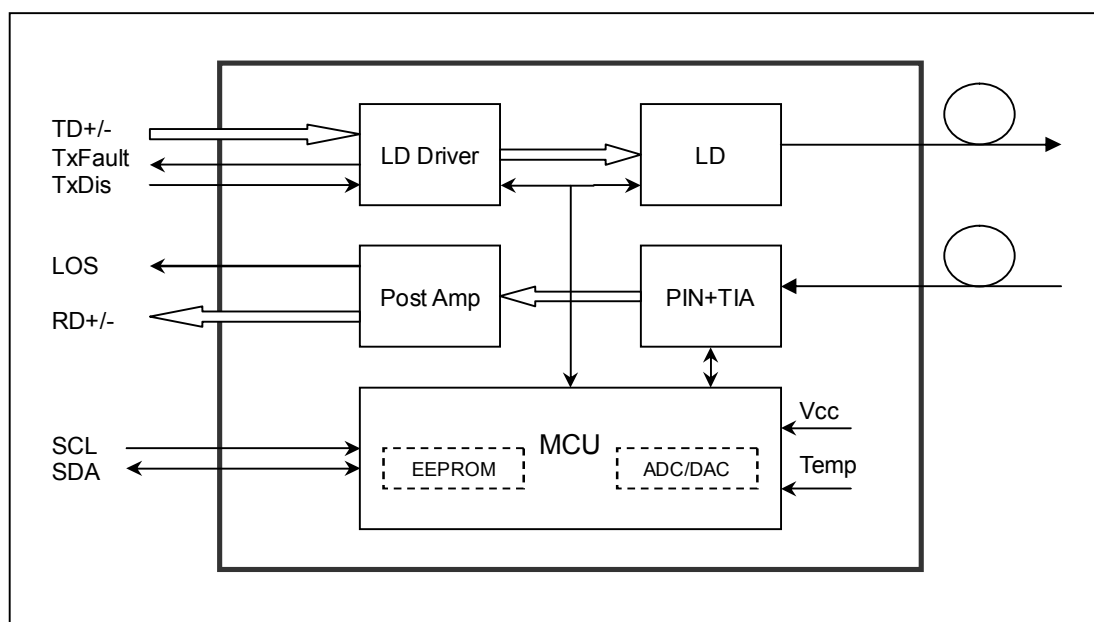 TD+/-
TxFault
TxDis
LD Driver
LD
LOS
RD+/-
Post Amp
PIN+TIA
SCL
SDA
MCU
EEPROM
ADC/DAC
Vcc
Temp